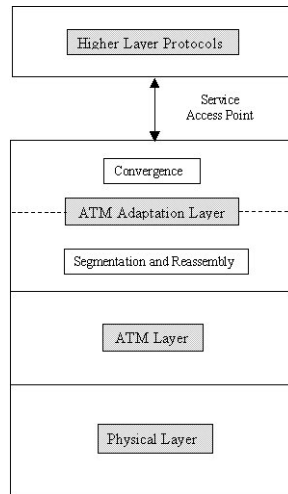 Higher Layer Protocols
Service
Access Point
Convergence
ATM Adaptation Layer
Segmentation and Reassembly
ATM Layer
Physical Layer